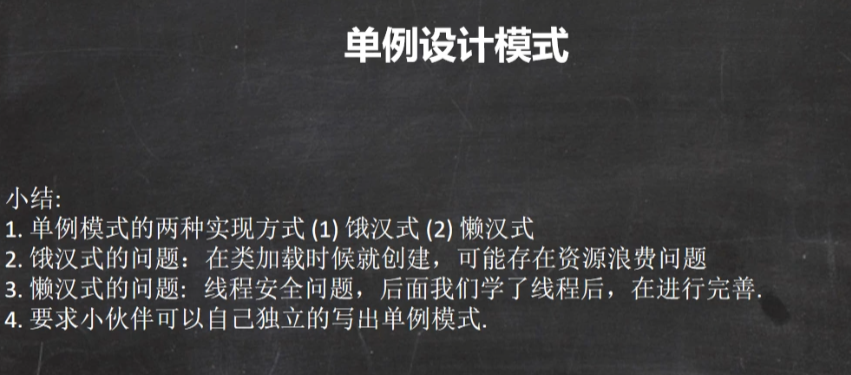 单例设计模式
小结:
1. 单例模式的两种实现方式 (1) 饿汉式 (2) 懒汉式
2. 饿汉式的问题：在类加载时候就创建，可能存在资源浪费问题
3. 懒汉式的问题：线程安全问题，后面我们学了线程后，在进行完善.
4. 要求小伙伴可以自己独立的写出单例模式.